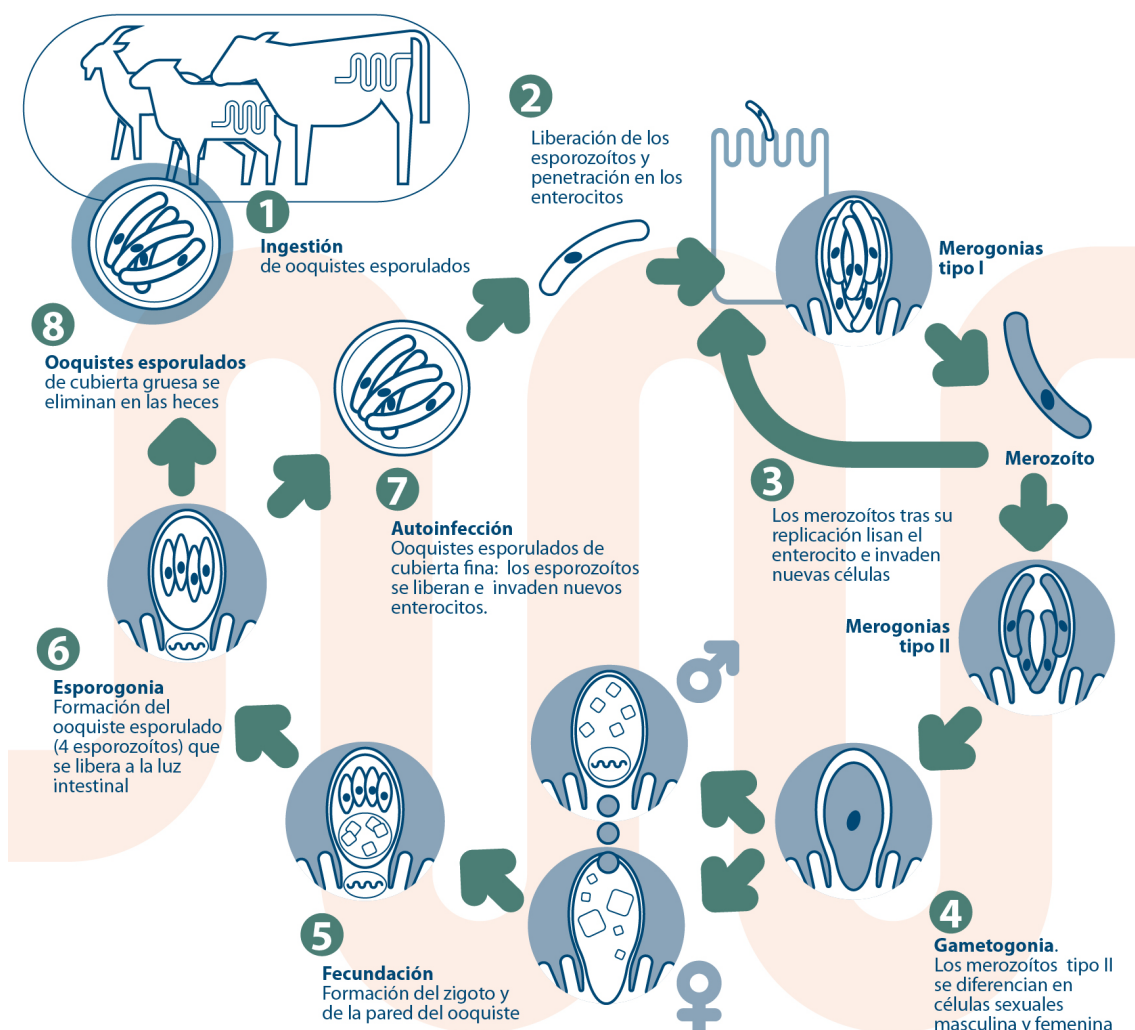 1
Ingestión
de ooquistes esporulados
2
Liberación de los
esporozoítos y
penetración en los
enterocitos
Merogonias
tipo I
Merozoíto
3
Los merozoítos tras su
replicación lisan el
enterocito e invaden
nuevas células
Merogonias
tipo II
4
Gametogonia.
Los merozoítos tipo II
se diferencian en
células sexuales
masculina y femenina
5
Fecundación
Formación del zigoto y
de la pared del ooquiste
6
Esporogonia
Formación del
ooquiste esporulado
(4 esporozoítos) que
se libera a la luz
intestinal
7
Autoinfección
Ooquistes esporulados de
cubierta fina: los esporozoítos
se liberan e invaden nuevos
enterocitos.
8
Ooquistes esporulados
de cubierta gruesa se
eliminan en las heces